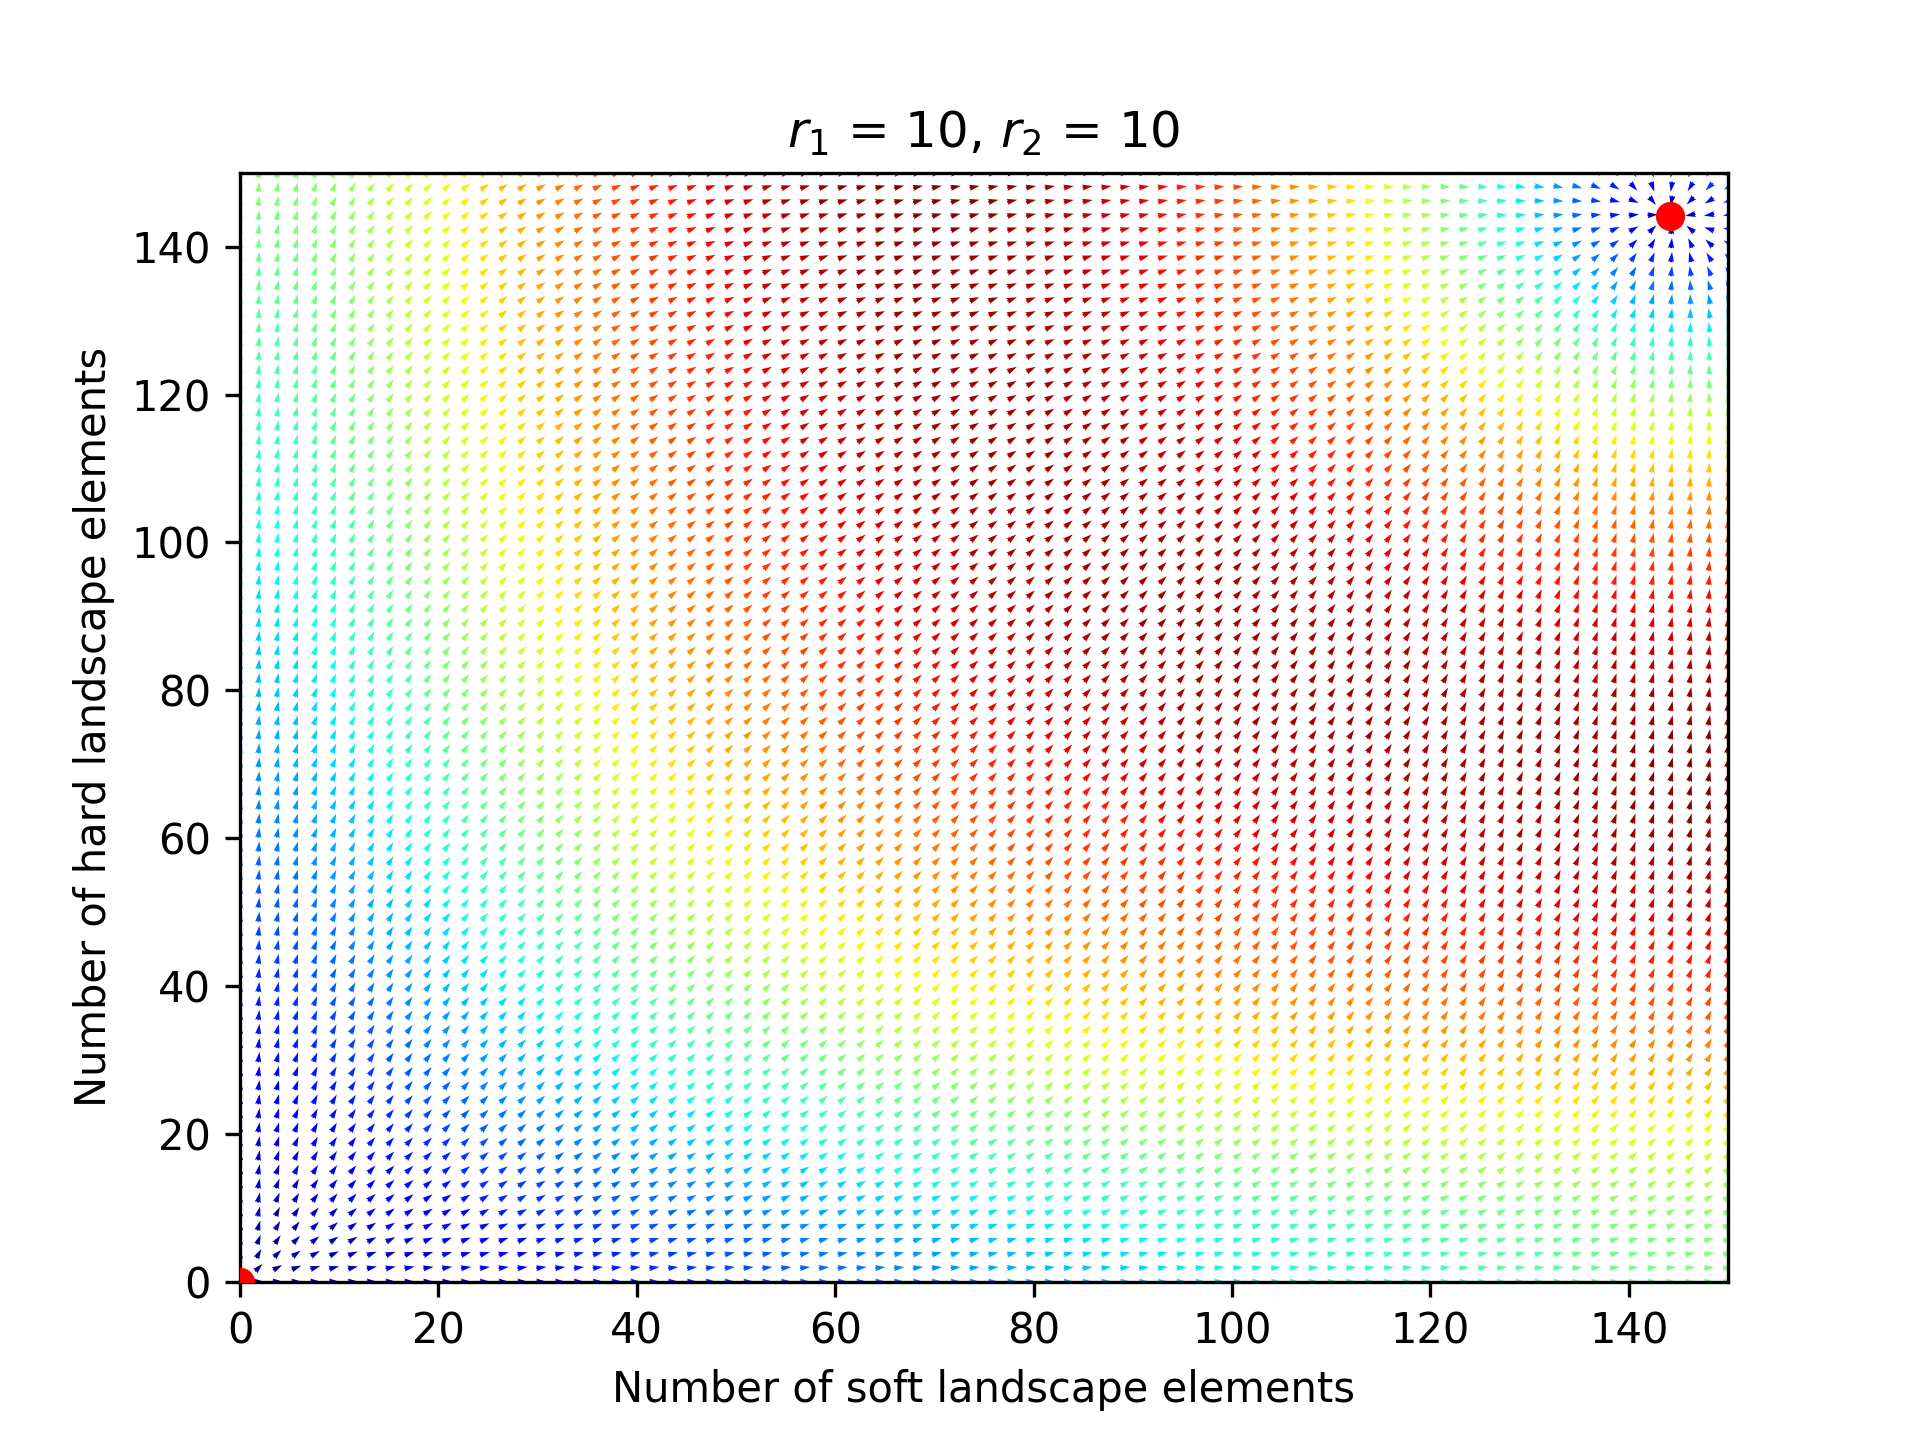 r₁ = 10, r₂ = 10
Number of hard landscape elements
140
120
100
80
60
40
20
0
0 20 40 60 80 100 120 140
Number of soft landscape elements